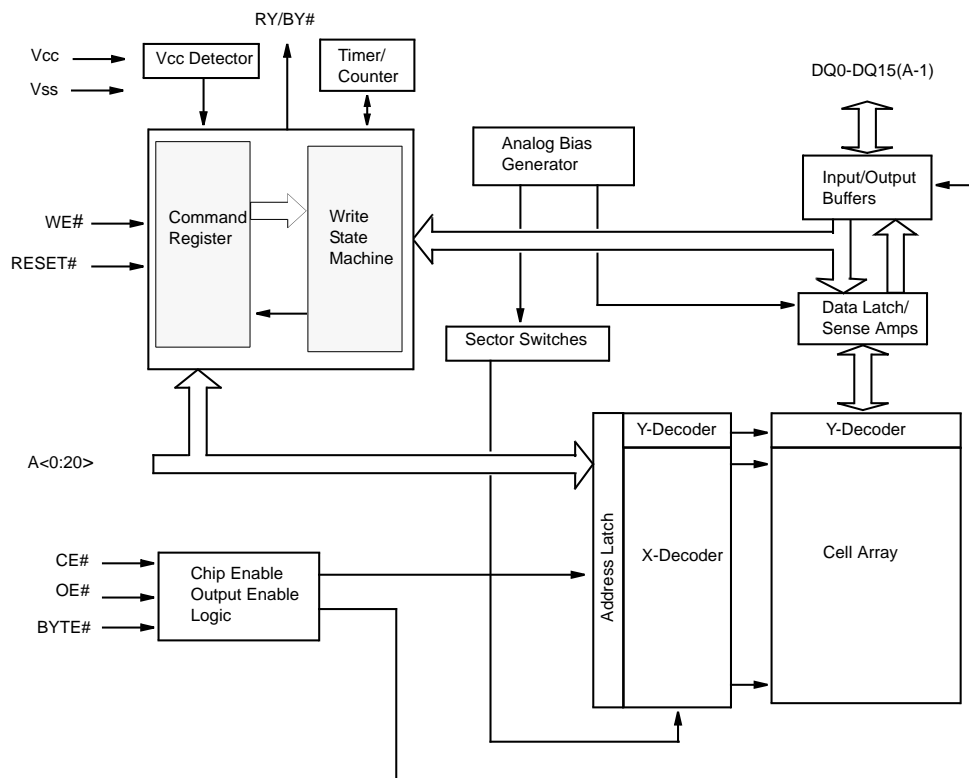 RY/BY#
Vcc
Vss
Vcc Detector
Timer/
Counter
DQ0-DQ15(A-1)
Analog Bias
Generator
Input/Output
Buffers
WE#
RESET#
Command
Register
Write
State
Machine
Data Latch/
Sense Amps
Sector Switches
Y-Decoder
Y-Decoder
A<0:20>
Address Latch
X-Decoder
Cell Array
CE#
OE#
BYTE#
Chip Enable
Output Enable
Logic